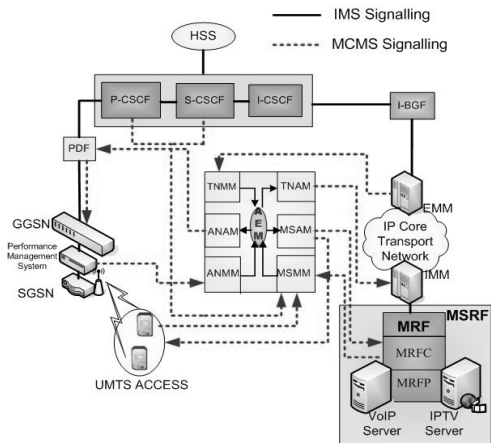 IMS Signalling
HSS
MCMS Signalling
P-CSCF
S-CSCF
I-CSCF
I-BGF
PDF
TNMM
TNAM
AEM
ANAM
MSAM
ANMM
MSMM
EMM
IP Core
Transport
Network
IMM
GGSN
Performance
Management
System
SGSN
UMTS ACCESS
MRF
MSRF
MRFC
MRFP
VoIP
Server
IPTV
Server